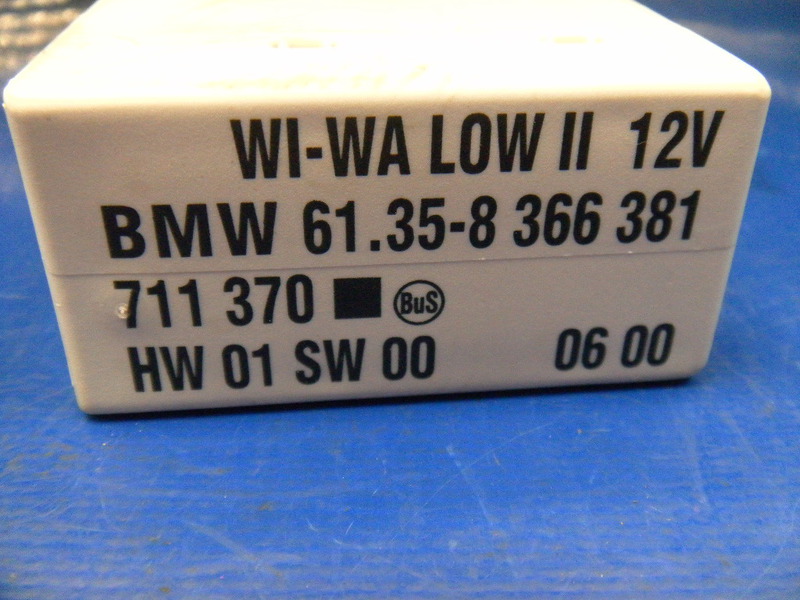 WI-WA LOW II 12V
BMW 61.35-8 366 381
711 370 BuS
HW 01 SW 00 06 00